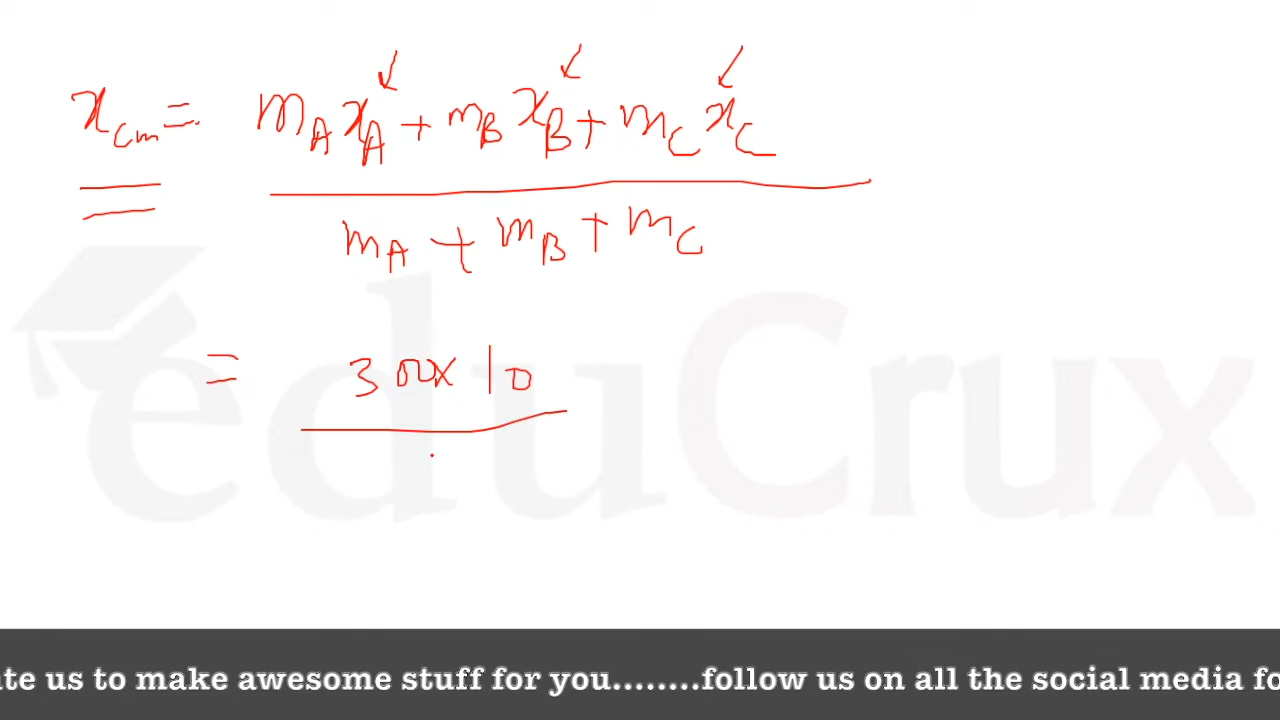 x_cm = m_A x_A + m_B x_B + m_C x_C
m_A + m_B + m_C
= 300 x 10
eduCrux
te us to make awesome stuff for you........follow us on all the social media fo